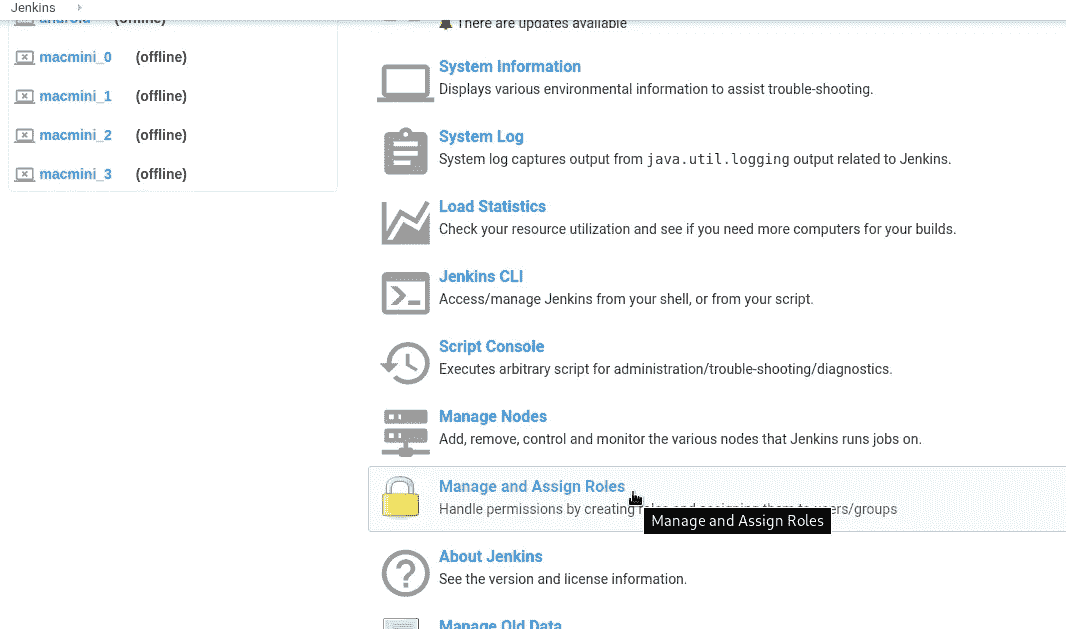 Jenkins
android (offline)
macmini_0 (offline)
macmini_1 (offline)
macmini_2 (offline)
macmini_3 (offline)
There are updates available
System Information
Displays various environmental information to assist trouble-shooting.
System Log
System log captures output from java.util.logging output related to Jenkins.
Load Statistics
Check your resource utilization and see if you need more computers for your builds.
Jenkins CLI
Access/manage Jenkins from your shell, or from your script.
Script Console
Executes arbitrary script for administration/trouble-shooting/diagnostics.
Manage Nodes
Add, remove, control and monitor the various nodes that Jenkins runs jobs on.
Manage and Assign Roles
Handle permissions by creating roles and assigning them to users/groups
Manage and Assign Roles
About Jenkins
See the version and license information.
Manage Old Data